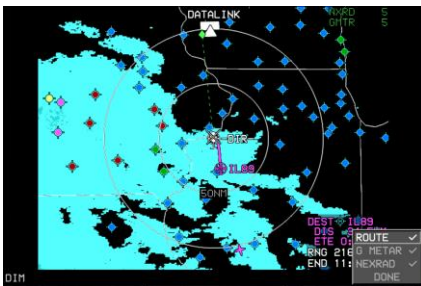 DATALINK
NXRD 5
GMTR 5
DIR
IL89
50NM
DEST IL89
DIS
ETE 0:
RNG 216
END 11:
ROUTE ✓
G METAR ✓
NEXRAD ✓
DONE
DIM